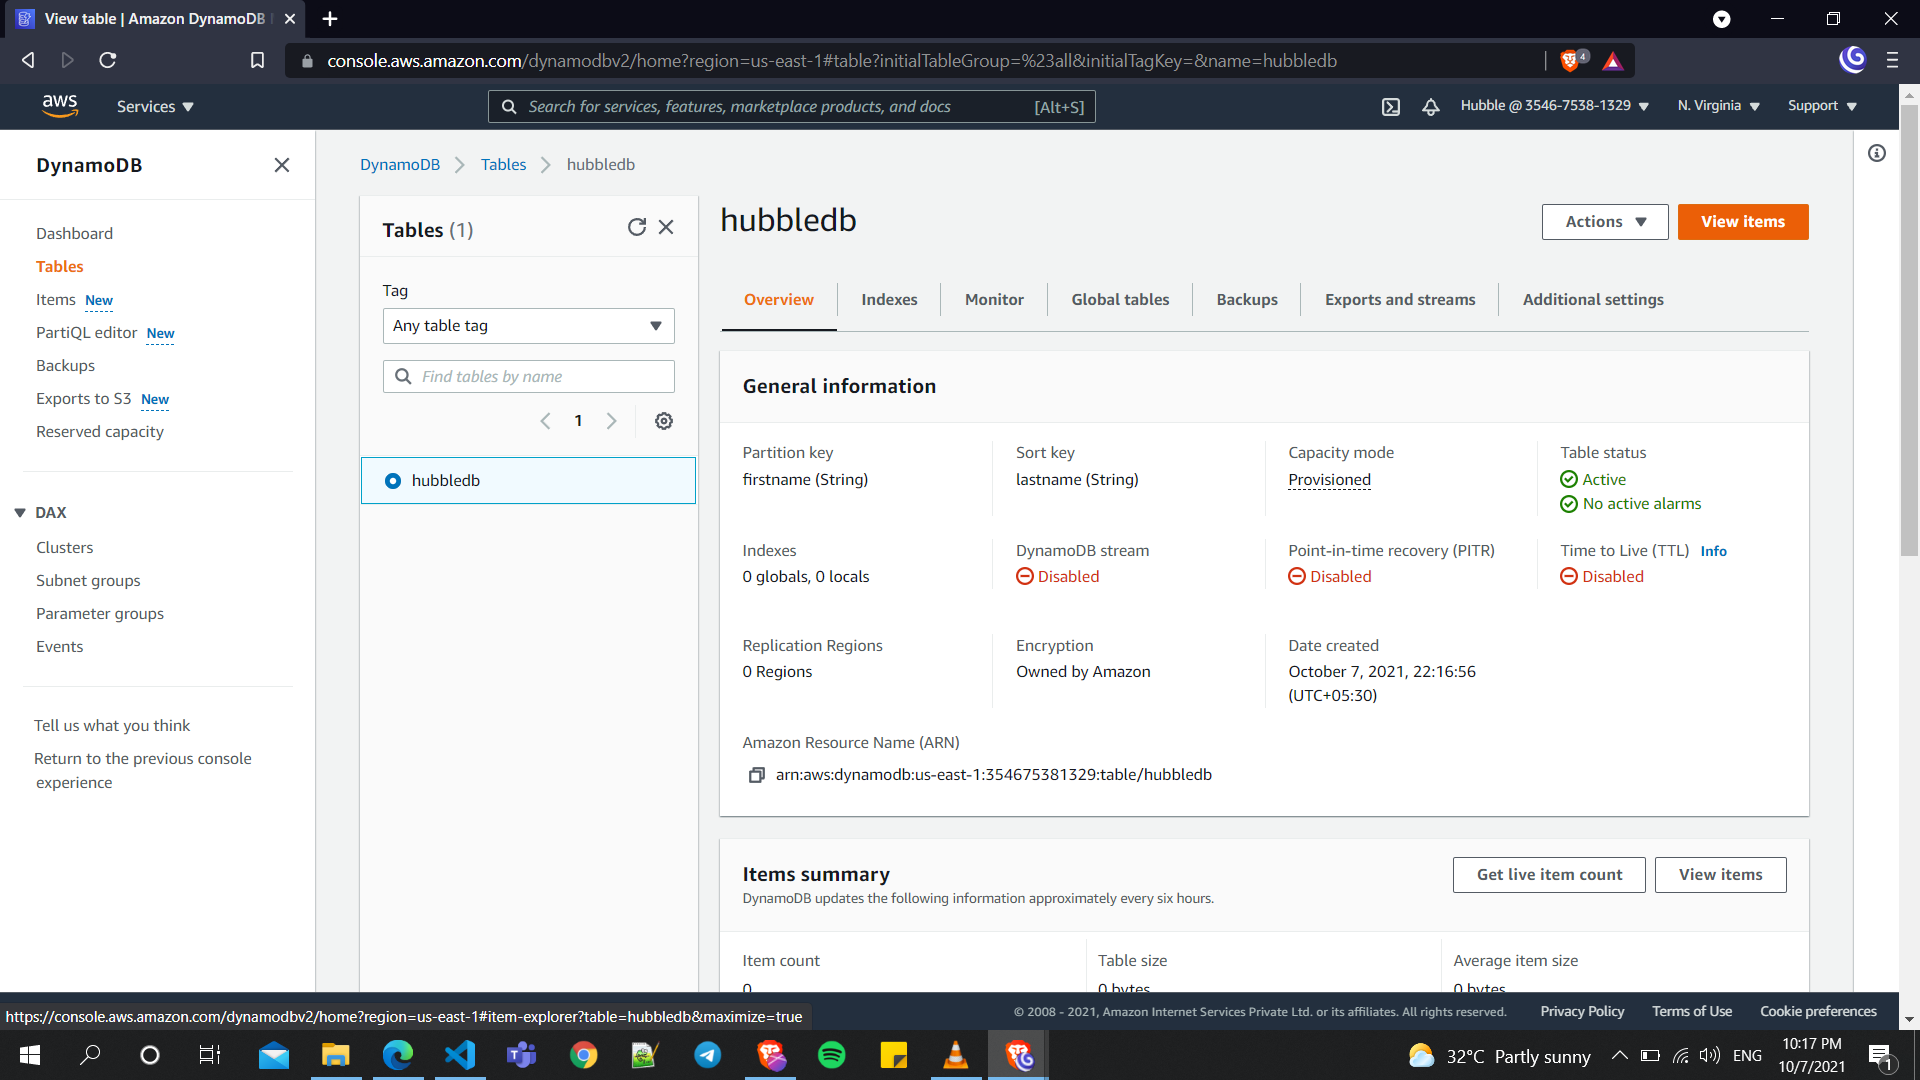 View table | Amazon DynamoDB
console.aws.amazon.com/dynamodbv2/home?region=us-east-1#table?initialTableGroup=%23all&initialTagKey=&name=hubbledb
4
aws
Services
Search for services, features, marketplace products, and docs
[Alt+S]
Hubble @ 3546-7538-1329
N. Virginia
Support
DynamoDB
Dashboard
Tables
Items New
PartiQL editor New
Backups
Exports to S3 New
Reserved capacity
DAX
Clusters
Subnet groups
Parameter groups
Events
Tell us what you think
Return to the previous console
experience
DynamoDB
Tables
hubbledb
Tables (1)
Tag
Any table tag
Find tables by name
1
hubbledb
hubbledb
Actions
View items
Overview
Indexes
Monitor
Global tables
Backups
Exports and streams
Additional settings
General information
Partition key
firstname (String)
Sort key
lastname (String)
Capacity mode
Provisioned
Table status
Active
No active alarms
Indexes
0 globals, 0 locals
DynamoDB stream
Disabled
Point-in-time recovery (PITR)
Disabled
Time to Live (TTL) Info
Disabled
Replication Regions
0 Regions
Encryption
Owned by Amazon
Date created
October 7, 2021, 22:16:56
(UTC+05:30)
Amazon Resource Name (ARN)
arn:aws:dynamodb:us-east-1:354675381329:table/hubbledb
Items summary
DynamoDB updates the following information approximately every six hours.
Get live item count
View items
Item count
0
Table size
0 bytes
Average item size
0 bytes
https://console.aws.amazon.com/dynamodbv2/home?region=us-east-1#item-explorer?table=hubbledb&maximize=true
© 2008 - 2021, Amazon Internet Services Private Ltd. or its affiliates. All rights reserved.
Privacy Policy
Terms of Use
Cookie preferences
32°C Partly sunny
ENG
10:17 PM
10/7/2021
1